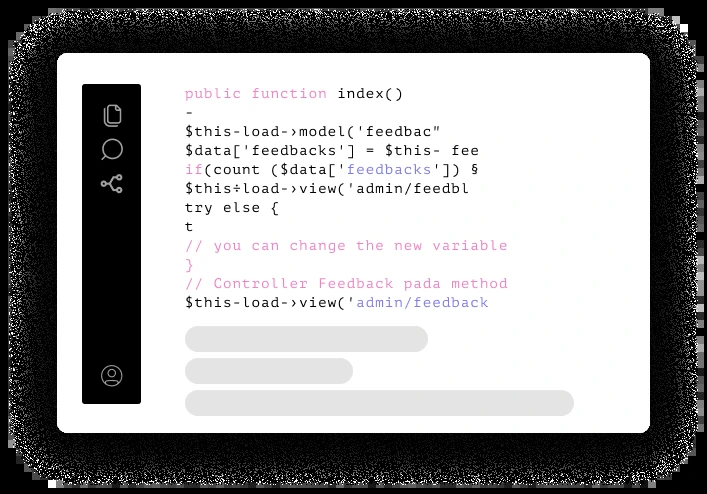 public function index()
-
$this-load-›model('feedbac"
$data['feedbacks'] = $this- fee
if(count ($data['feedbacks']) §
$this÷load-›view('admin/feedbl
try else {
t
// you can change the new variable
}
// Controller Feedback pada method
$this-load-›view('admin/feedback